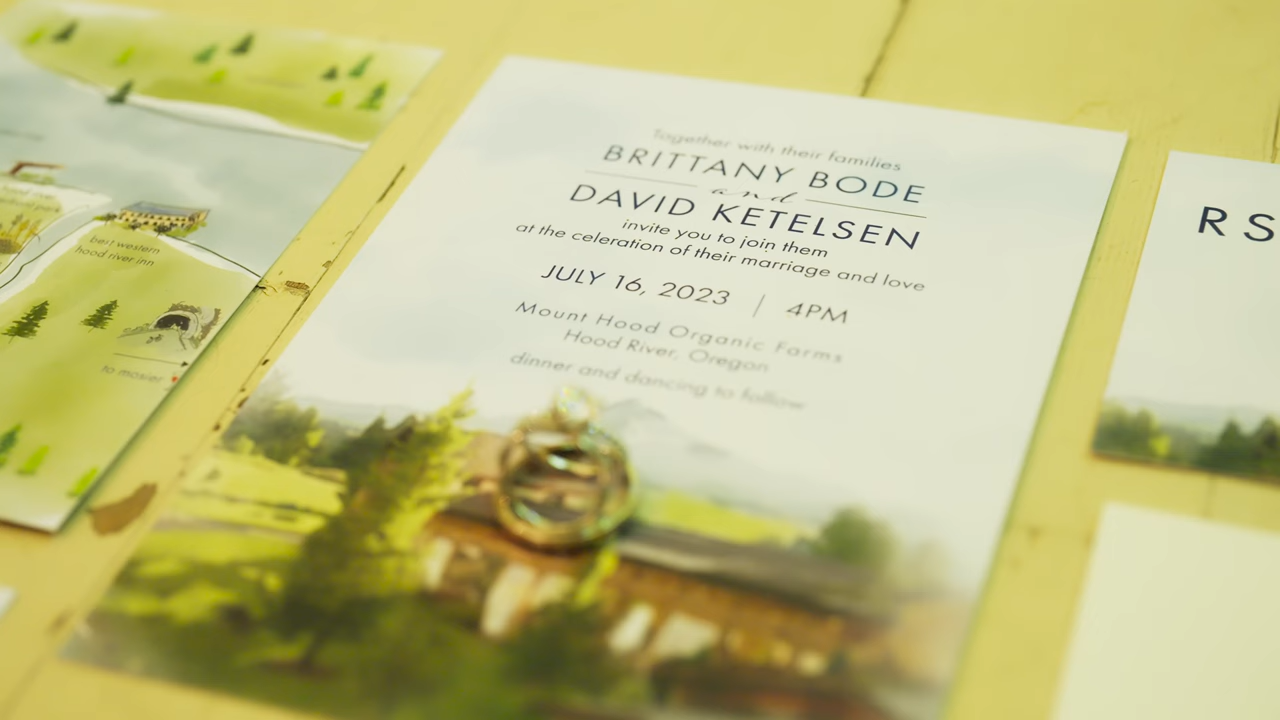 Together with their families
BRITTANY BODE
and
DAVID KETELSEN
invite you to join them
at the celeration of their marriage and love
JULY 16, 2023 | 4PM
Mount Hood Organic Farms
Hood River, Oregon
dinner and dancing to follow
best western
hood river inn
to mosier
RS